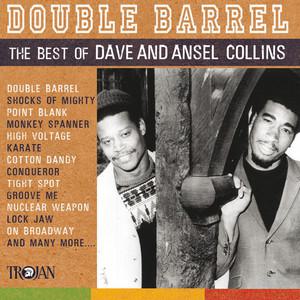 DOUBLE BARREL
THE BEST OF DAVE AND ANSEL COLLINS
DOUBLE BARREL
SHOCKS OF MIGHTY
POINT BLANK
MONKEY SPANNER
HIGH VOLTAGE
KARATE
COTTON DANDY
CONQUEROR
TIGHT SPOT
GROOVE ME
NUCLEAR WEAPON
LOCK JAW
ON BROADWAY
AND MANY MORE....
TROJAN